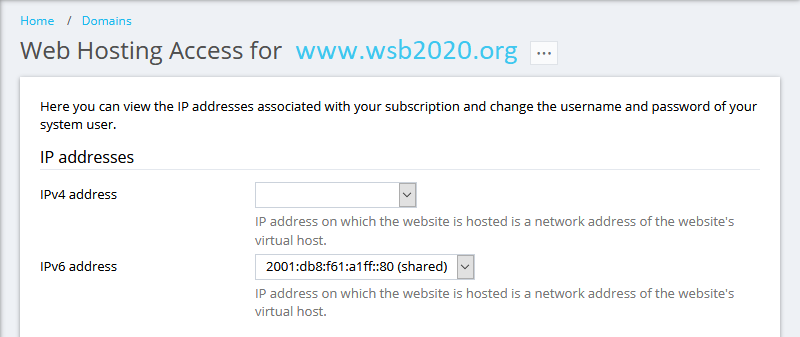 Home / Domains
Web Hosting Access for www.wsb2020.org ...
Here you can view the IP addresses associated with your subscription and change the username and password of your
system user.
IP addresses
IPv4 address
IP address on which the website is hosted is a network address of the website's
virtual host.
IPv6 address 2001:db8:f61:a1ff::80 (shared)
IP address on which the website is hosted is a network address of the website's
virtual host.